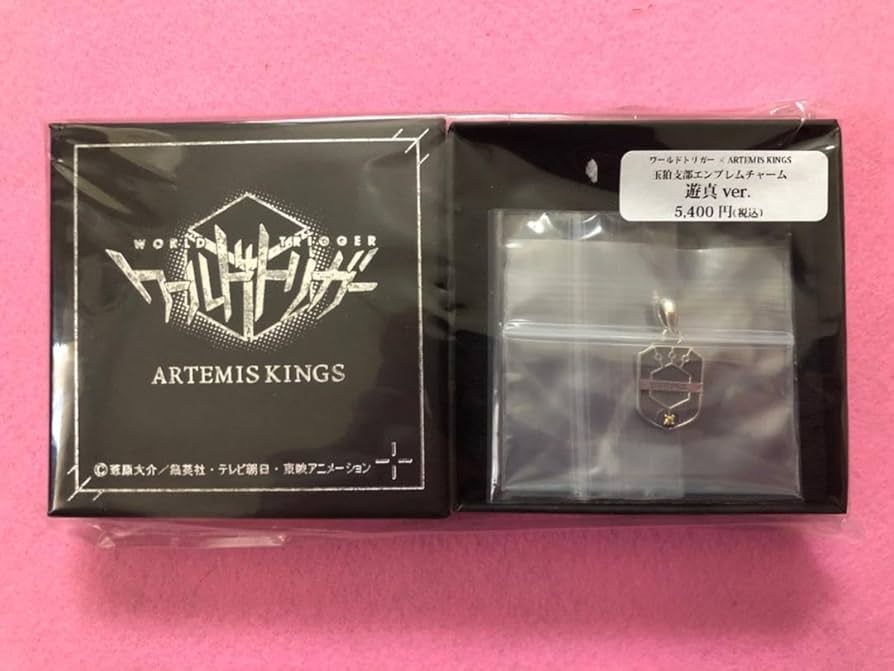 WORLD TRIGGER
ワールドトリガー
ARTEMIS KINGS
©葦原大介／集英社・テレビ朝日・東映アニメーション
ワールドトリガー × ARTEMIS KINGS
玉狛支部エンブレムチャーム
遊真 ver.
5,400 円(税込)